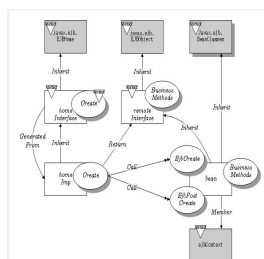 javax.ejb.
EJBHome
javax.ejb.
EJBObject
javax.ejb.
BeanClasses
Inherit
Inherit
Inherit
home
Interface
Create
remote
Interface
Business
Methods
Generated
From
Inherit
Return
Inherit
home
Imp
Create
Call
Call
EjbCreate
EjbPost
Create
bean
Business
Methods
Member
ejbContext